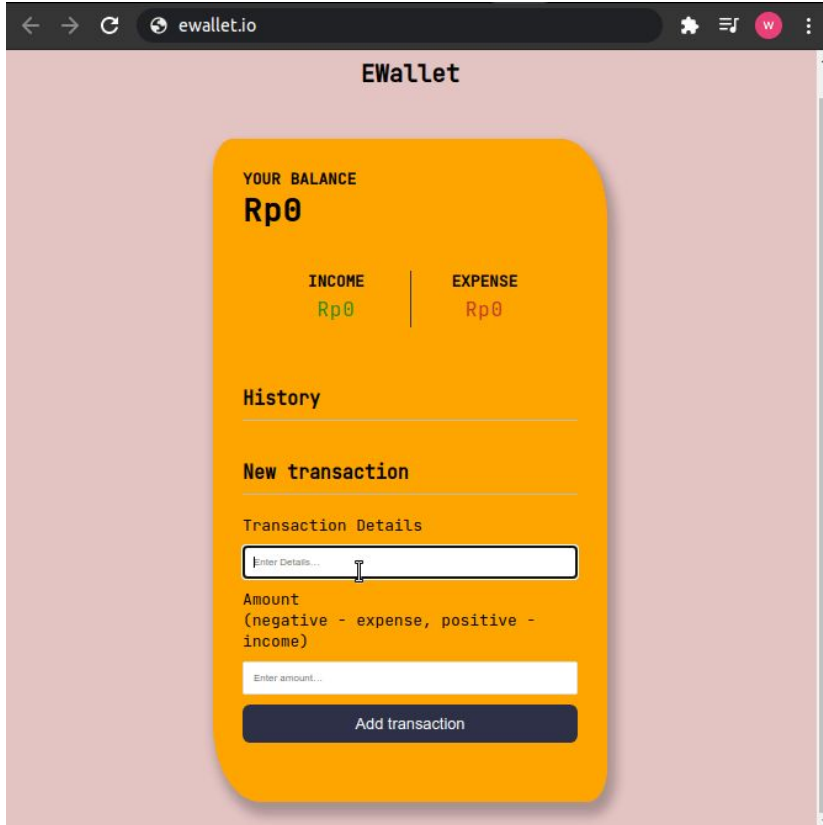 ewallet.io
W
EWallet
YOUR BALANCE
Rp0
INCOME EXPENSE
Rp0 Rp0
History
New transaction
Transaction Details
Enter Details...
Amount
(negative - expense, positive -
income)
Enter amount...
Add transaction